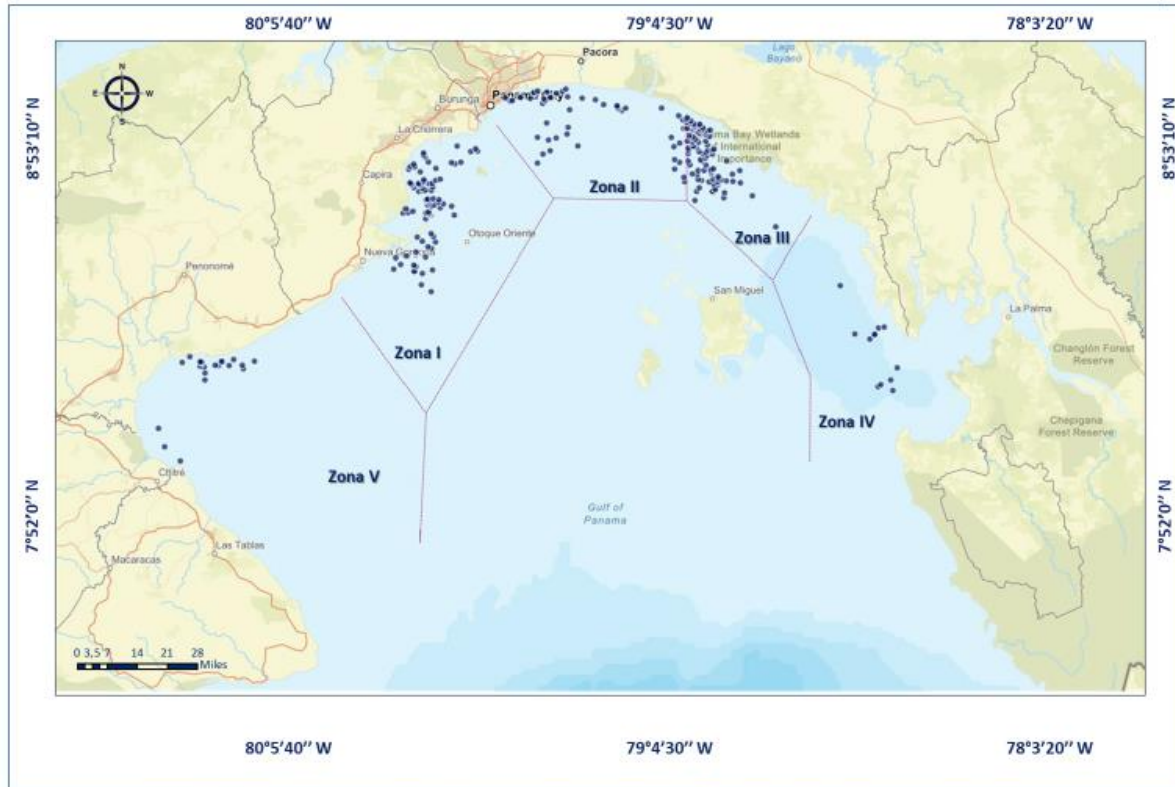 80°5'40'' W
79°4'30'' W
78°3'20'' W
8°53'10'' N
8°53'10'' N
7°52'0'' N
7°52'0'' N
N
E
W
S
Pacora
Lago
Bayano
Burunga
La Chorrera
Bay Wetlands
International
Importance
Capira
Zona II
Otoque Oriente
Zona III
Nueva
Penonomé
San Miguel
La Palma
Zona I
Changlón Forest
Reserve
Zona IV
Chepigana
Forest Reserve
Chitré
Zona V
Gulf of
Panama
Las Tablas
Macaracas
0 3,5 7 14 21 28
Miles
80°5'40'' W
79°4'30'' W
78°3'20'' W